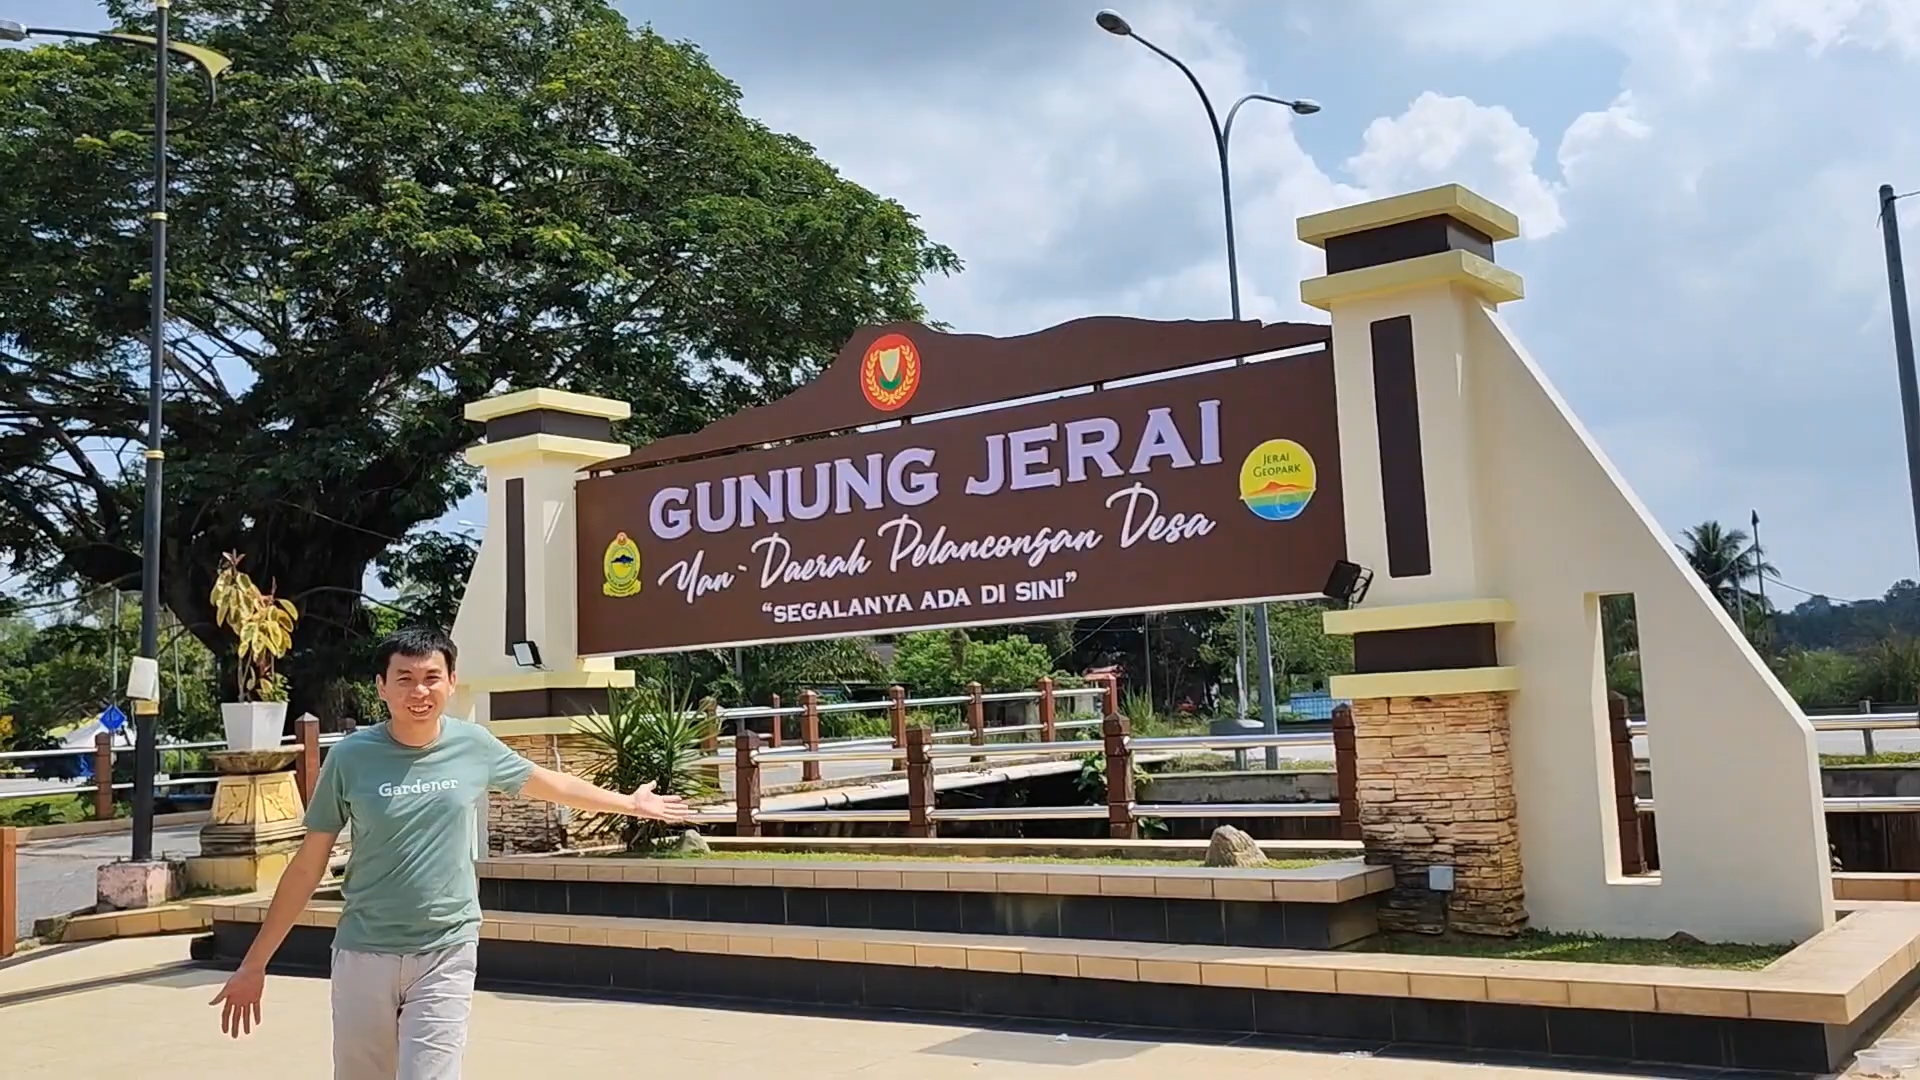 GUNUNG JERAI
Yan - Daerah Pelancongan Desa
"SEGALANYA ADA DI SINI"
JERAI
GEOPARK
Gardener